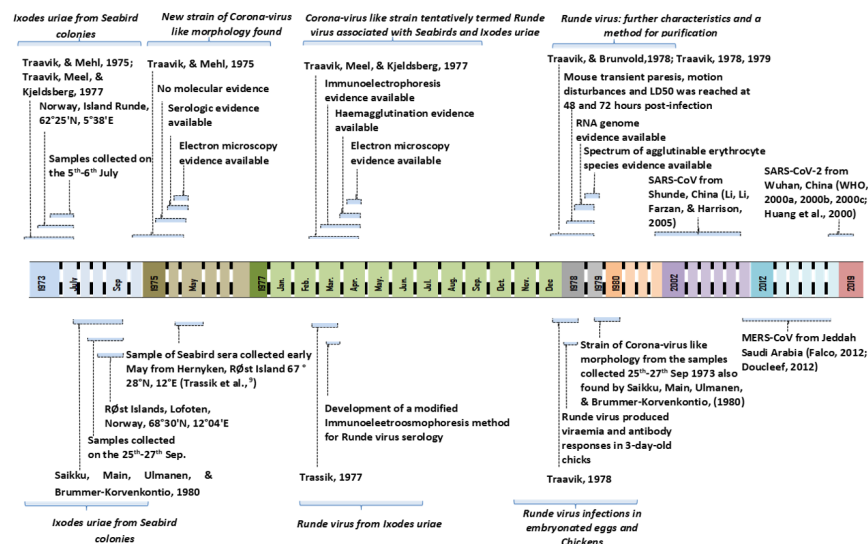 Ixodes uriae from Seabird
colonies
New strain of Corona-virus
like morphology found
Corona-virus like strain tentatively termed Runde
virus associated with Seabirds and Ixodes uriae
Runde virus: further characteristics and a
method for purification
Traavik, & Mehl, 1975;
Traavik, Meel, &
Kjeldsberg, 1977
Norway, Island Runde,
62°25'N, 5°38'E
Samples collected on
the 5th-6th July
Traavik, & Mehl, 1975
No molecular evidence
Serologic evidence
available
Electron microscopy
evidence available
Traavik, Meel, & Kjeldsberg, 1977
Immunoelectrophoresis
evidence available
Haemagglutination evidence
available
Electron microscopy
evidence available
Traavik, & Brunvold,1978; Traavik, 1978, 1979
Mouse transient paresis, motion
disturbances and LD50 was reached at
48 and 72 hours post-infection
RNA genome
evidence available
Spectrum of agglutinable erythrocyte
species evidence available
SARS-CoV from
Shunde, China (Li, Li,
Farzan, & Harrison,
2005)
SARS-CoV-2 from
Wuhan, China (WHO,
2000a, 2000b, 2000c;
Huang et al., 2000)
1973
July
Sep
1975
May
1977
Jan.
Feb.
Mar.
Apr.
May.
Jun.
Jul.
Aug.
Sep.
Oct.
Nov.
Dec
1978
1979
1980
2002
2012
2019
Sample of Seabird sera collected early
May from Hernyken, RØst Island 67 °
28°N, 12°E (Trassik et al., 9)
RØst Islands, Lofoten,
Norway, 68°30'N, 12°04'E
Samples collected
on the 25th-27th Sep.
Saikku, Main, Ulmanen, &
Brummer-Korvenkontio, 1980
Ixodes uriae from Seabird
colonies
Development of a modified
Immunoeleetroosmophoresis method
for Runde virus serology
Trassik, 1977
Runde virus from Ixodes uriae
Strain of Corona-virus like
morphology from the samples
collected 25th-27th Sep 1973 also
found by Saikku, Main, Ulmanen,
& Brummer-Korvenkontio, (1980)
Runde virus produced
viraemia and antibody
responses in 3-day-old
chicks
Traavik, 1978
Runde virus infections in
embryonated eggs and
Chickens
MERS-CoV from Jeddah
Saudi Arabia (Falco, 2012;
Doucleef, 2012)